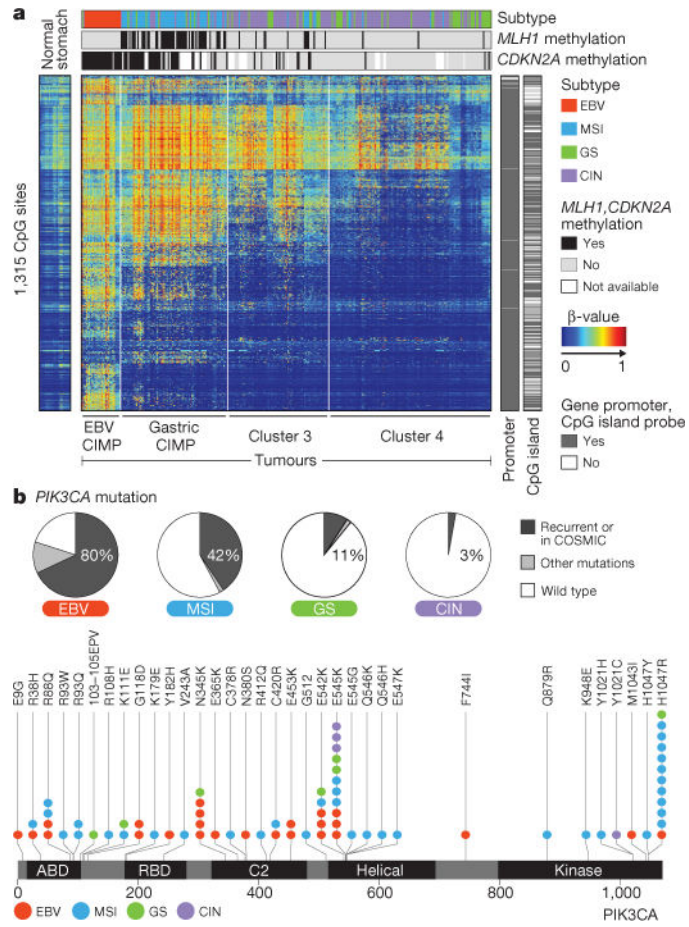 a
Normal stomach
Subtype
MLH1 methylation
CDKN2A methylation
1,315 CpG sites
EBV CIMP
Gastric CIMP
Cluster 3
Cluster 4
Tumours
Promoter
CpG island
Subtype
EBV
MSI
GS
CIN
MLH1,CDKN2A
methylation
Yes
No
Not available
β-value
0 1
Gene promoter,
CpG island probe
Yes
No
b PIK3CA mutation
80%
42%
11%
3%
EBV
MSI
GS
CIN
Recurrent or
in COSMIC
Other mutations
Wild type
E9G
R38H
R88Q
R93W
R93Q
103–105EPV
R108H
K111E
G118D
K179E
Y182H
V243A
N345K
E365K
C378R
N380S
R412Q
C420R
E453K
G512
E542K
E545K
E545G
Q546K
Q546H
E547K
F744I
Q879R
K948E
Y1021H
Y1021C
M1043I
H1047Y
H1047R
ABD
RBD
C2
Helical
Kinase
0 200 400 600 800 1,000
PIK3CA
EBV MSI GS CIN